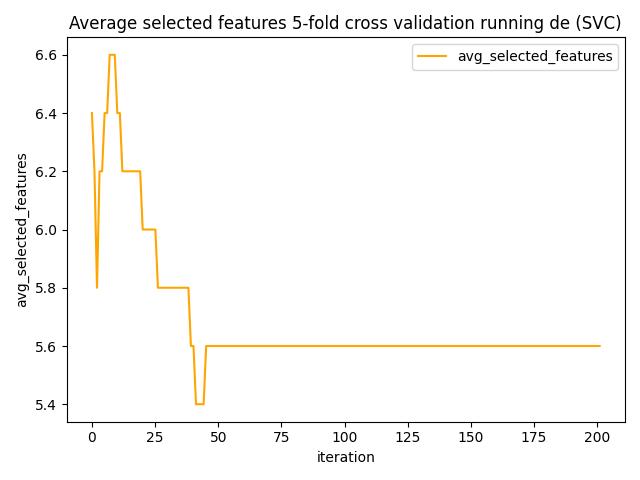 Average selected features 5-fold cross validation running de (SVC)
avg_selected_features
avg_selected_features
6.6
6.4
6.2
6.0
5.8
5.6
5.4
0 25 50 75 100 125 150 175 200
iteration